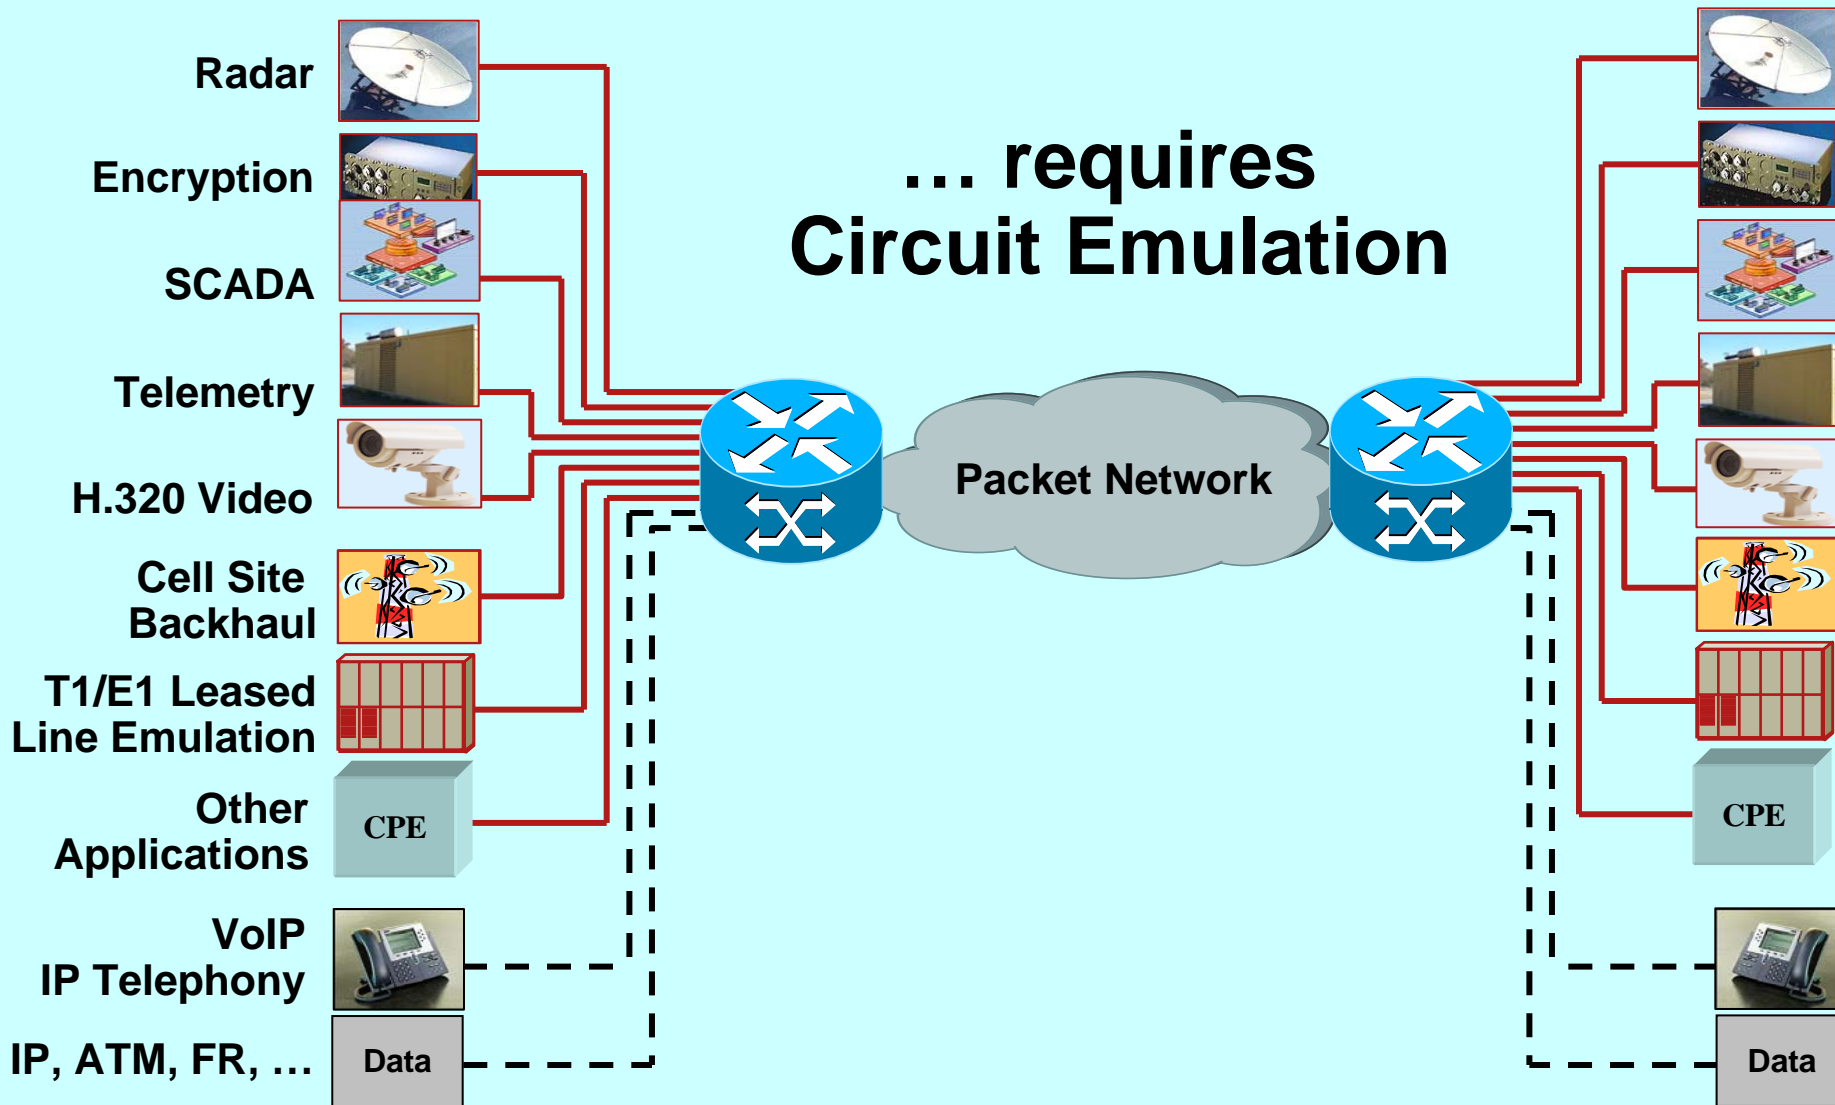 Radar
… requires
Circuit Emulation
Encryption
SCADA
Telemetry
Packet Network
H.320 Video
Cell Site
Backhaul
T1/E1 Leased
Line Emulation
Other
Applications
CPE
CPE
VoIP
IP Telephony
IP, ATM, FR, …
Data
Data